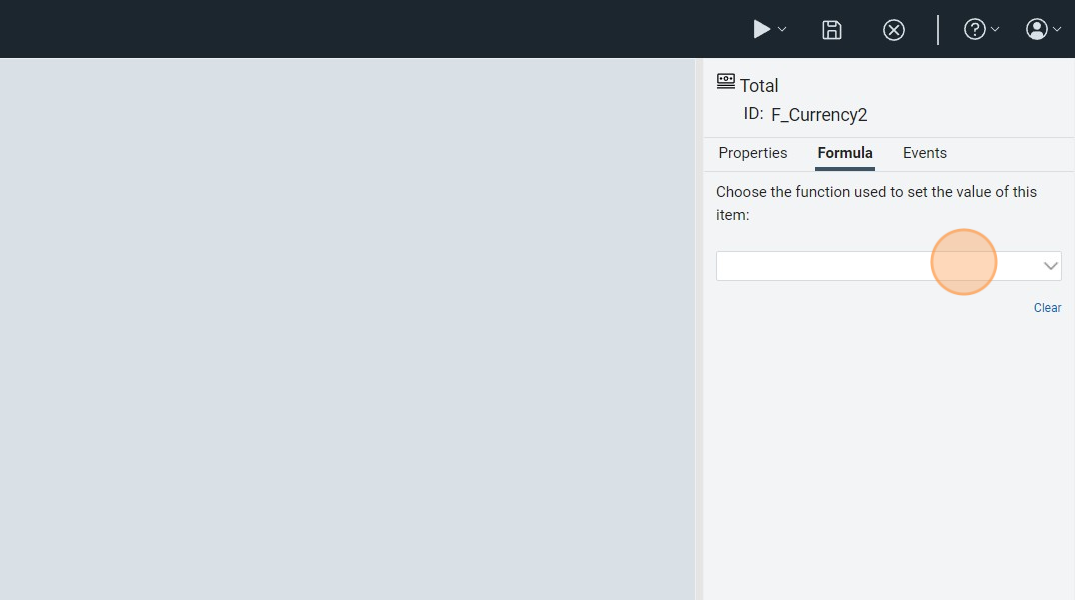 Total
ID: F_Currency2
Properties Formula Events
Choose the function used to set the value of this
item:
Clear